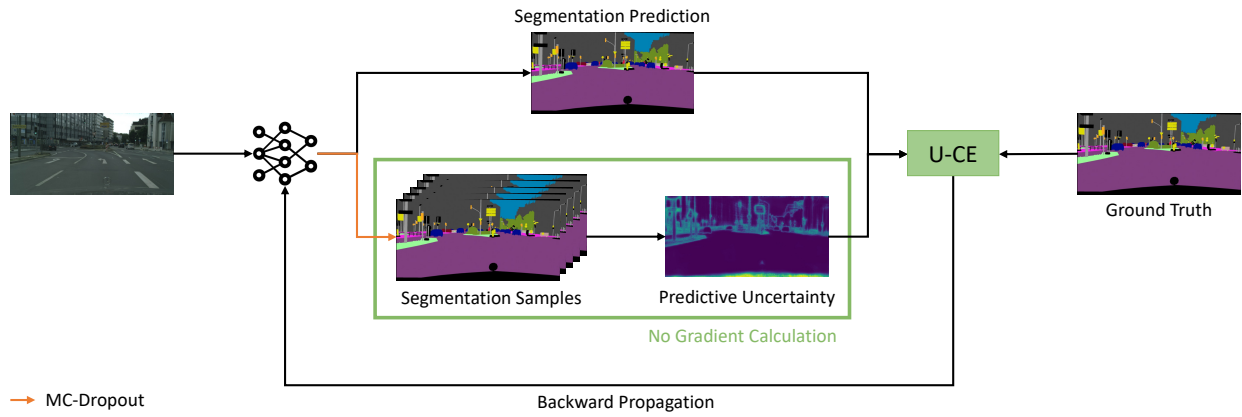 Segmentation Prediction
U-CE
Ground Truth
Segmentation Samples
Predictive Uncertainty
No Gradient Calculation
MC-Dropout
Backward Propagation